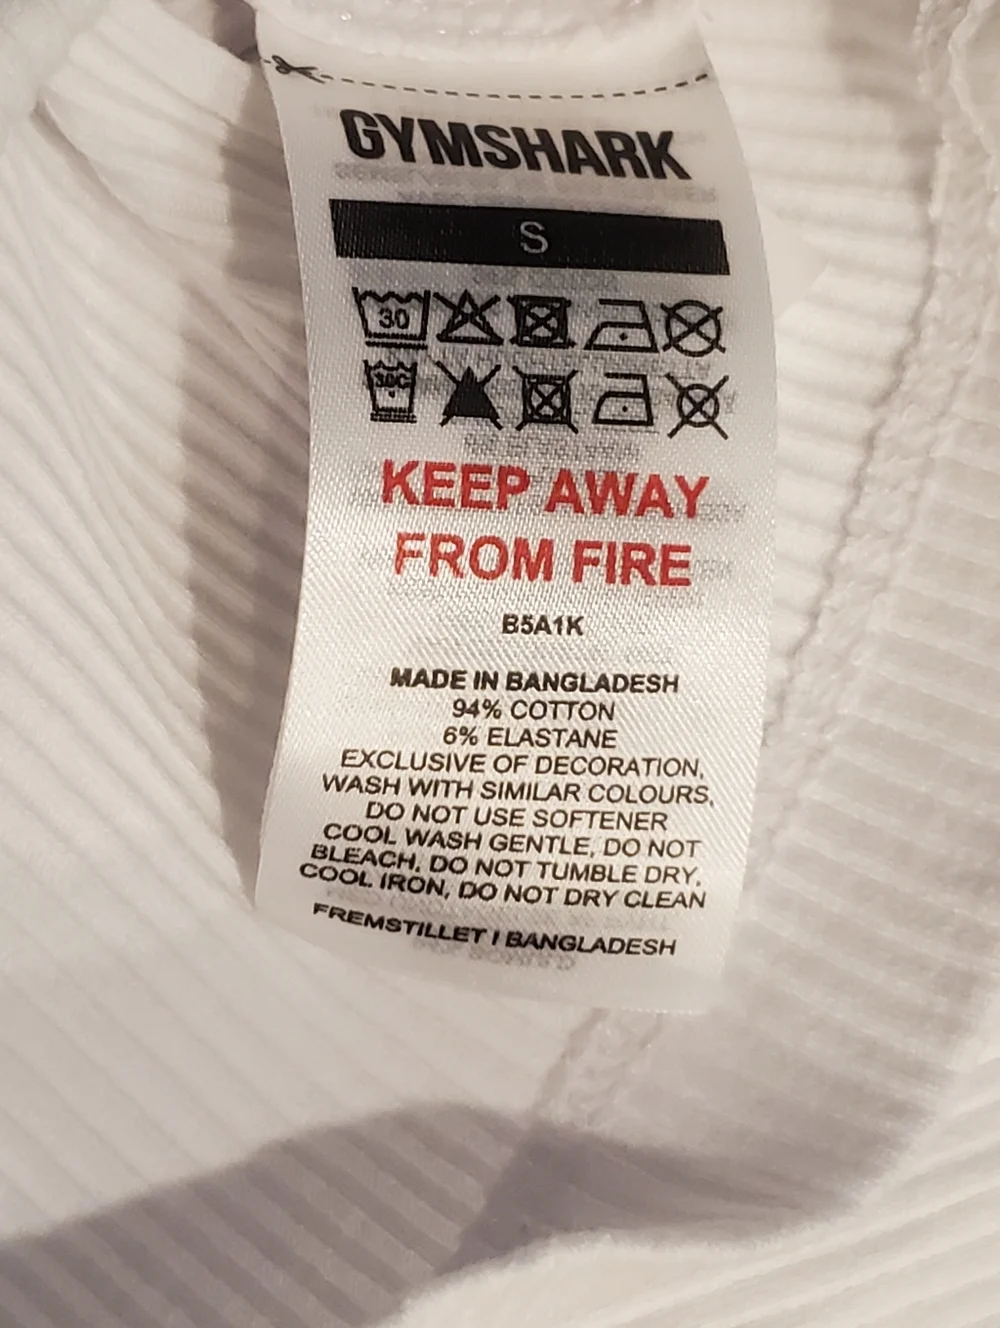 GYMSHARK
S
30
30C
KEEP AWAY
FROM FIRE
B5A1K
MADE IN BANGLADESH
94% COTTON
6% ELASTANE
EXCLUSIVE OF DECORATION,
WASH WITH SIMILAR COLOURS,
DO NOT USE SOFTENER
COOL WASH GENTLE, DO NOT
BLEACH, DO NOT TUMBLE DRY,
COOL IRON, DO NOT DRY CLEAN
FREMSTILLET I BANGLADESH